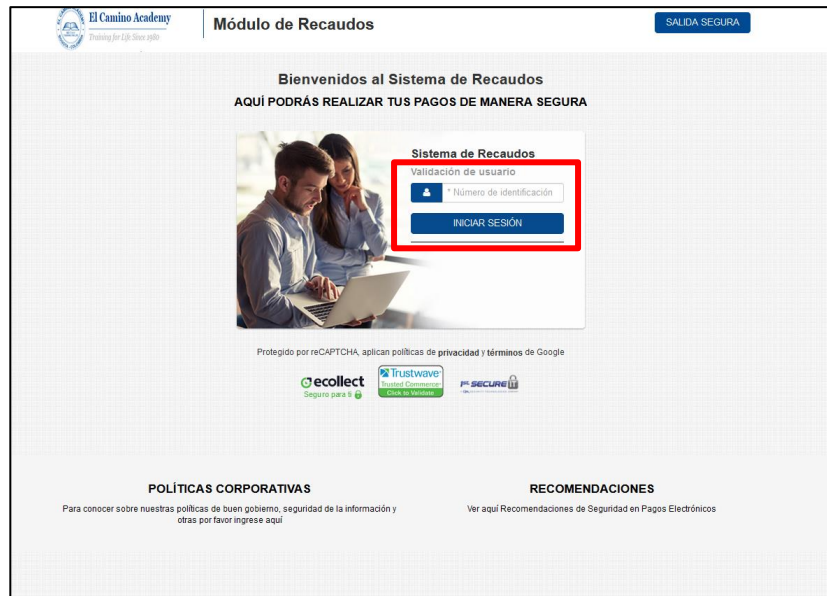 El Camino Academy
Training for Life Since 1980
Módulo de Recaudos
SALIDA SEGURA
Bienvenidos al Sistema de Recaudos
AQUÍ PODRÁS REALIZAR TUS PAGOS DE MANERA SEGURA
Sistema de Recaudos
Validación de usuario
* Número de identificación
INICIAR SESIÓN
Protegido por reCAPTCHA, aplican políticas de privacidad y términos de Google
ecollect
Seguro para ti
Trustwave
Trusted Commerce
Click to Validate
SECURE IT
POLÍTICAS CORPORATIVAS
Para conocer sobre nuestras políticas de buen gobierno, seguridad de la información y
otras por favor ingrese aquí
RECOMENDACIONES
Ver aquí Recomendaciones de Seguridad en Pagos Electrónicos